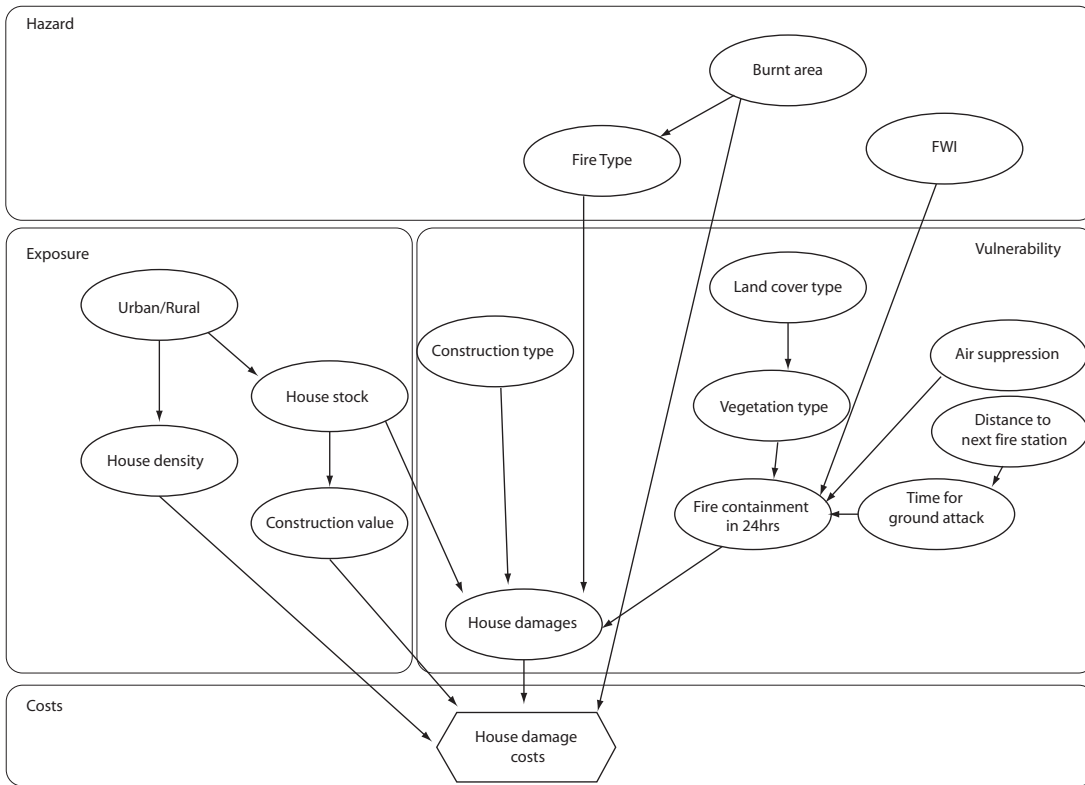 Hazard
Burnt area
Fire Type
FWI
Exposure
Vulnerability
Urban/Rural
House stock
House density
Construction value
Construction type
Land cover type
Vegetation type
Air suppression
Distance to
next fire station
Time for
ground attack
Fire containment
in 24hrs
House damages
Costs
House damage
costs